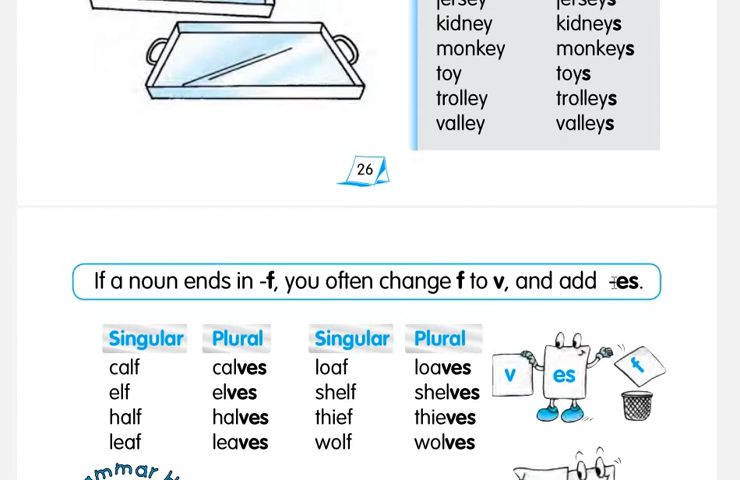 jersey jerseys
kidney kidneys
monkey monkeys
toy toys
trolley trolleys
valley valleys
26
If a noun ends in -f, you often change f to v, and add -es.
Singular Plural Singular Plural
calf calves loaf loaves
elf elves shelf shelves
half halves thief thieves
leaf leaves wolf wolves
v es f